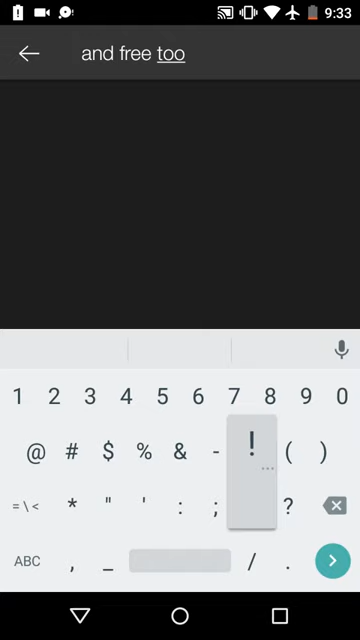 9:33
and free too
1 2 3 4 5 6 7 8 9 0
@ # $ % & - ! ( )
= \ < * " ' : ; ?
ABC , _ / .